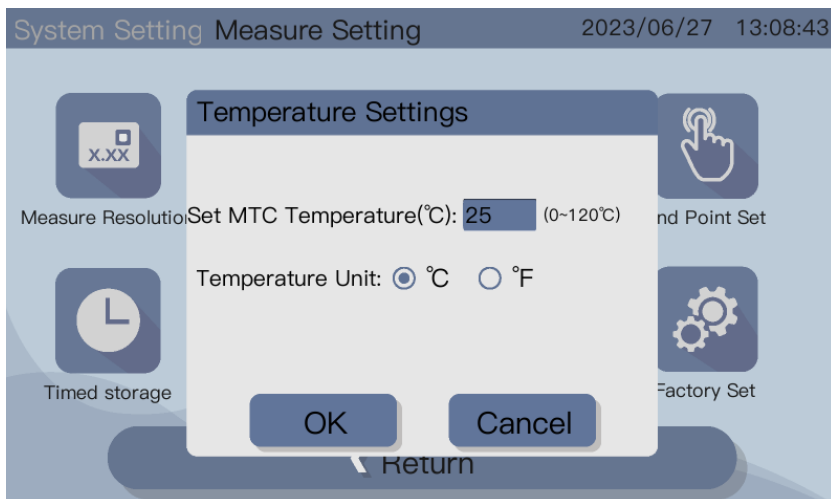 System Setting Measure Setting 2023/06/27 13:08:43
Temperature Settings
x.xx
Measure Resolutio
Set MTC Temperature(℃): 25 (0~120℃)
nd Point Set
Temperature Unit: ℃ ℉
Timed storage
Factory Set
OK Cancel
Return